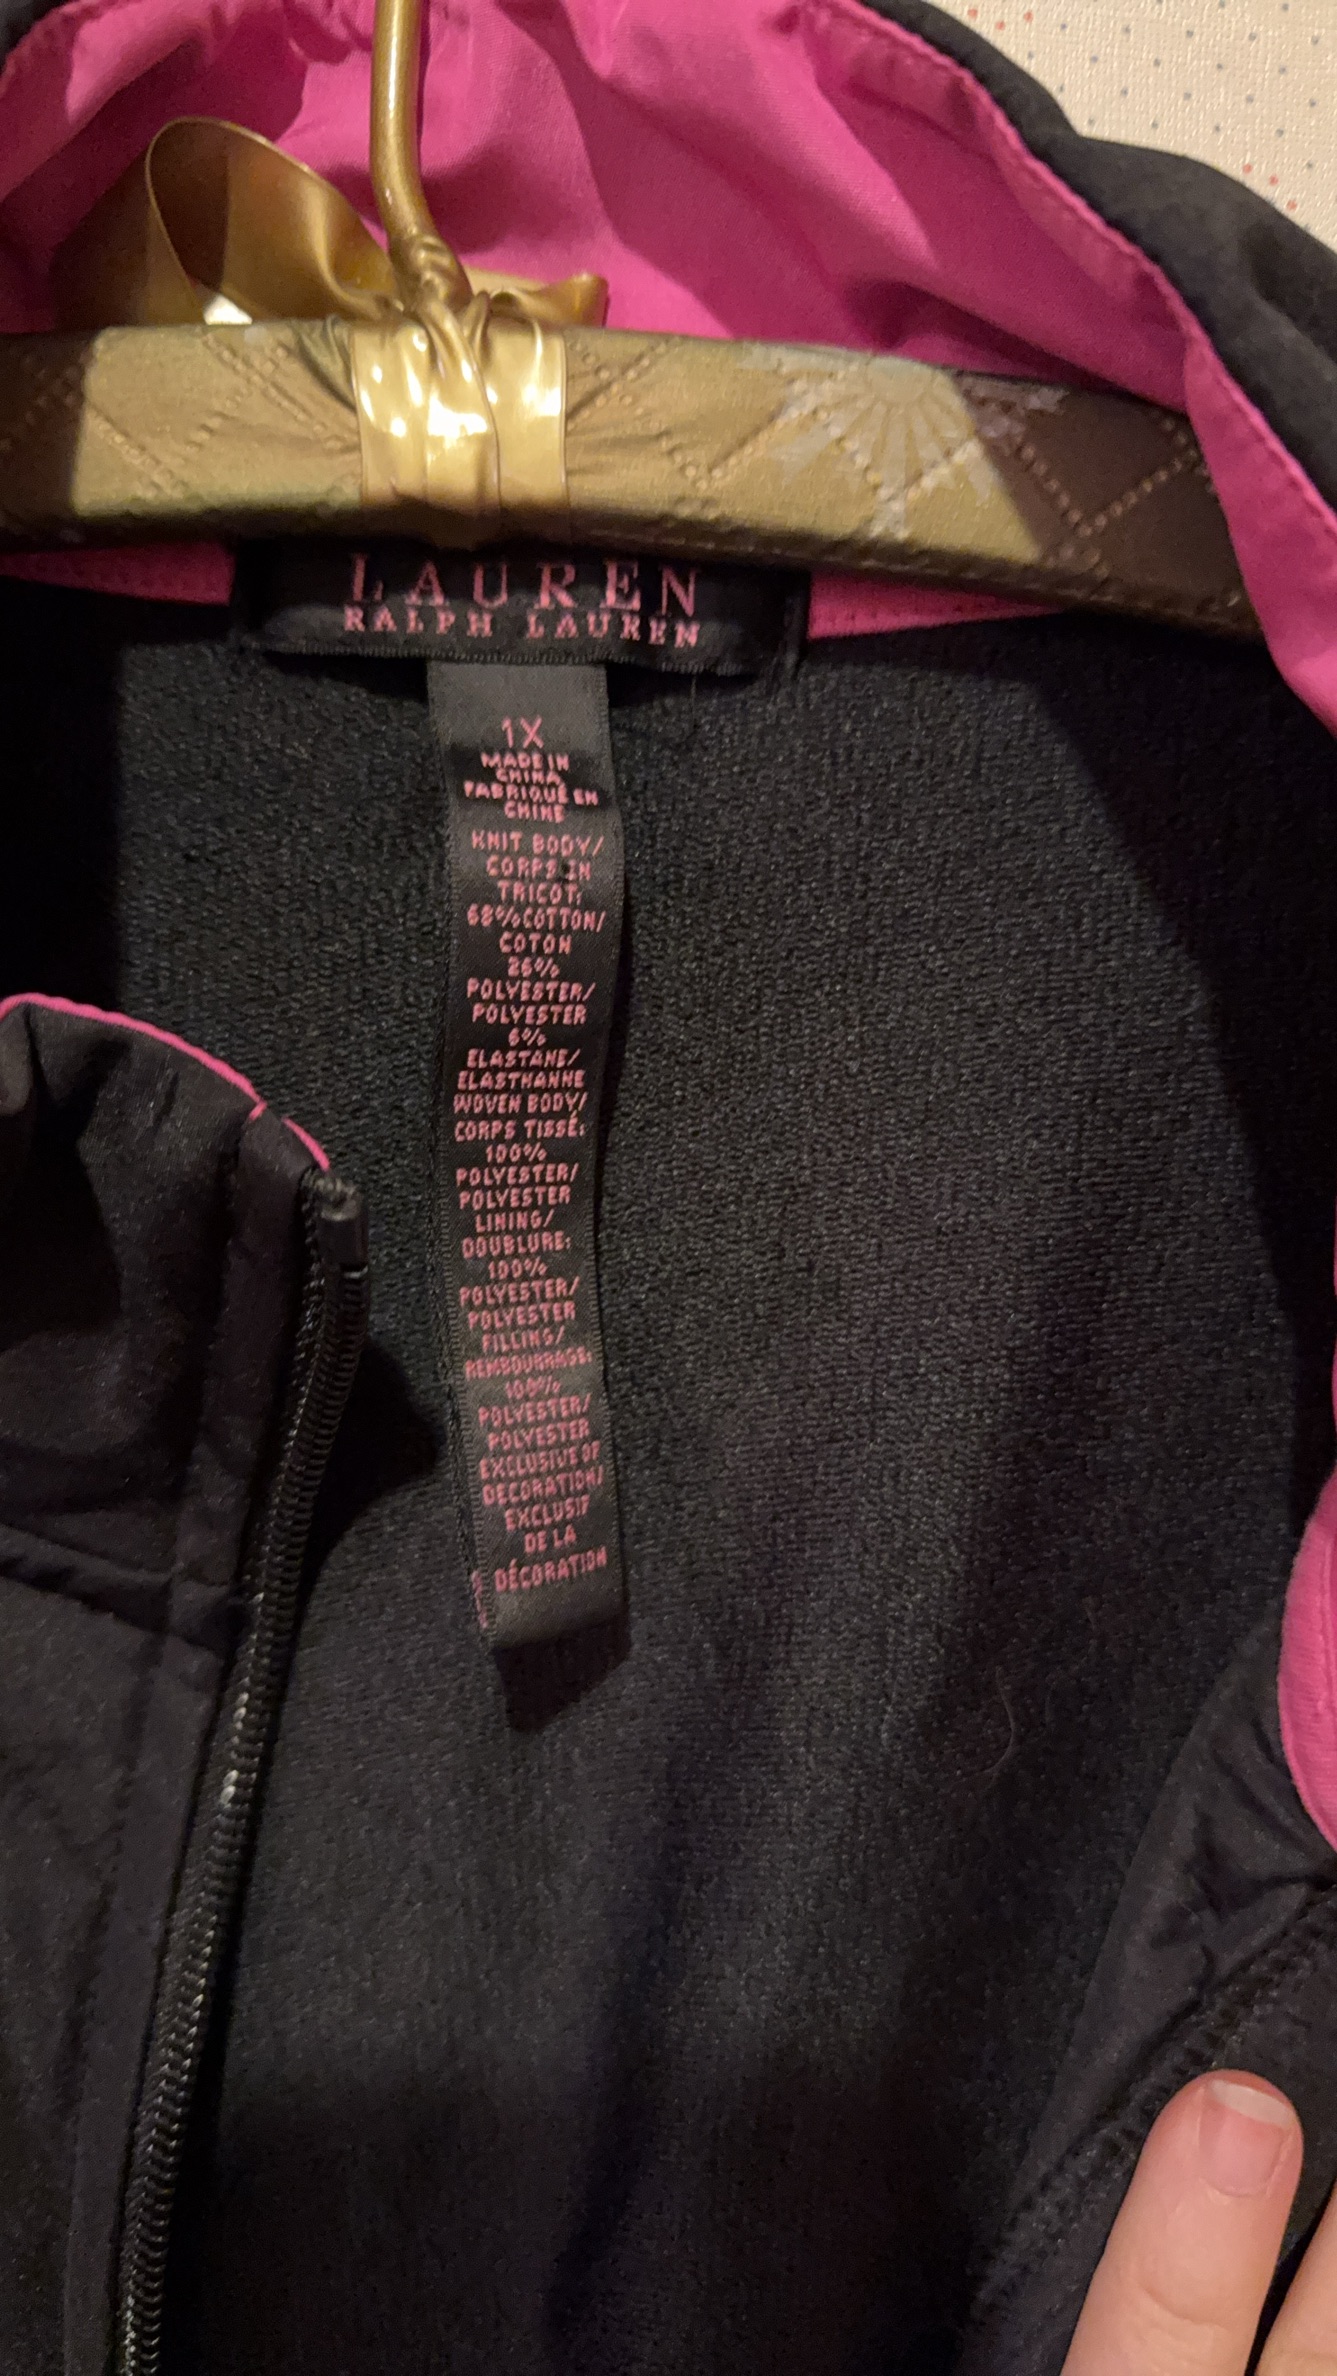 LAUREN
RALPH LAUREN
1X
MADE IN
CHINA
FABRIQUÉ EN
CHINE
KNIT BODY/
CORPS EN
TRICOT:
68% COTTON/
COTON
26%
POLYESTER/
POLYESTER
6%
ELASTANE/
ELASTHANNE
WOVEN BODY/
CORPS TISSÉ:
100%
POLYESTER/
POLYESTER
LINING/
DOUBLURE:
100%
POLYESTER/
POLYESTER
FILLING/
REMBOURRAGE:
100%
POLYESTER/
POLYESTER
EXCLUSIVE OF
DECORATION/
EXCLUSIF
DE LA
DÉCORATION